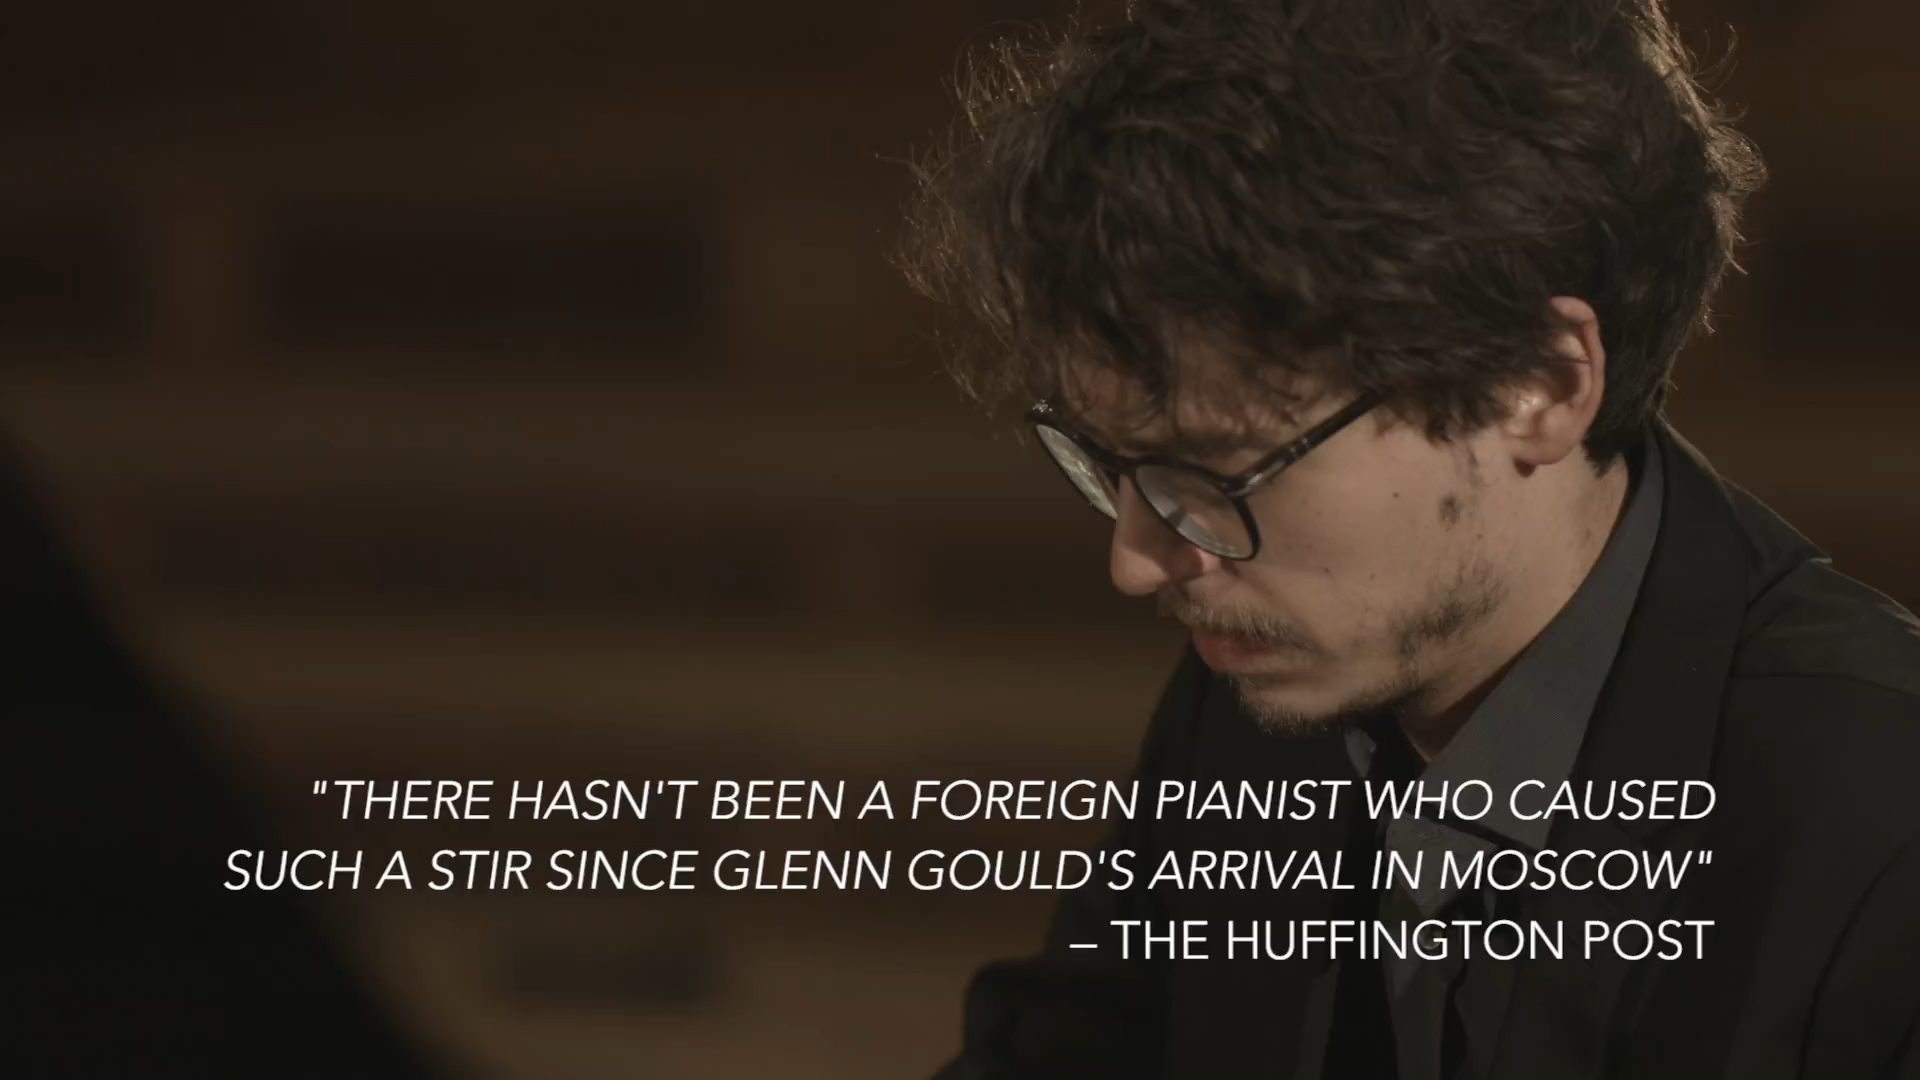 "THERE HASN'T BEEN A FOREIGN PIANIST WHO CAUSED
SUCH A STIR SINCE GLENN GOULD'S ARRIVAL IN MOSCOW"
– THE HUFFINGTON POST